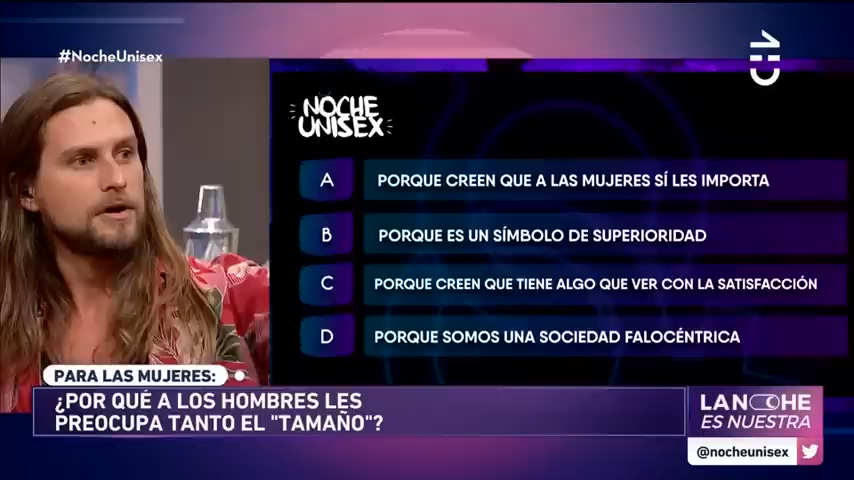 #NocheUnisex
CHV
NOCHE
UNISEX
A PORQUE CREEN QUE A LAS MUJERES SÍ LES IMPORTA
B PORQUE ES UN SÍMBOLO DE SUPERIORIDAD
C PORQUE CREEN QUE TIENE ALGO QUE VER CON LA SATISFACCIÓN
D PORQUE SOMOS UNA SOCIEDAD FALOCÉNTRICA
PARA LAS MUJERES:
¿POR QUÉ A LOS HOMBRES LES
PREOCUPA TANTO EL "TAMAÑO"?
LA NOCHE
ES NUESTRA
@nocheunisex